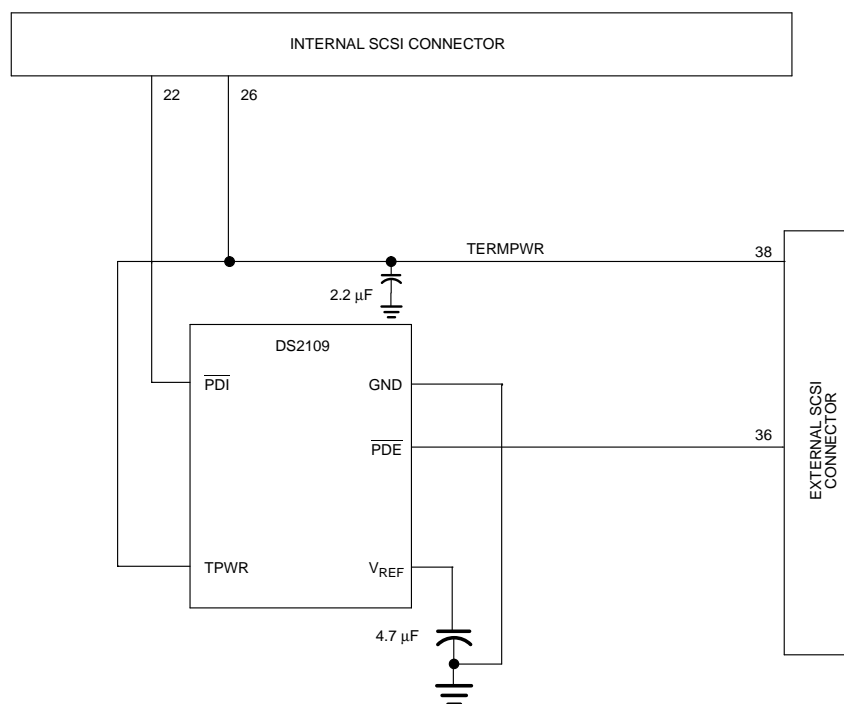 INTERNAL SCSI CONNECTOR
22
26
TERMPWR
38
2.2 μF
DS2109
PDI
GND
36
PDE
EXTERNAL SCSI
CONNECTOR
TPWR
VREF
4.7 μF